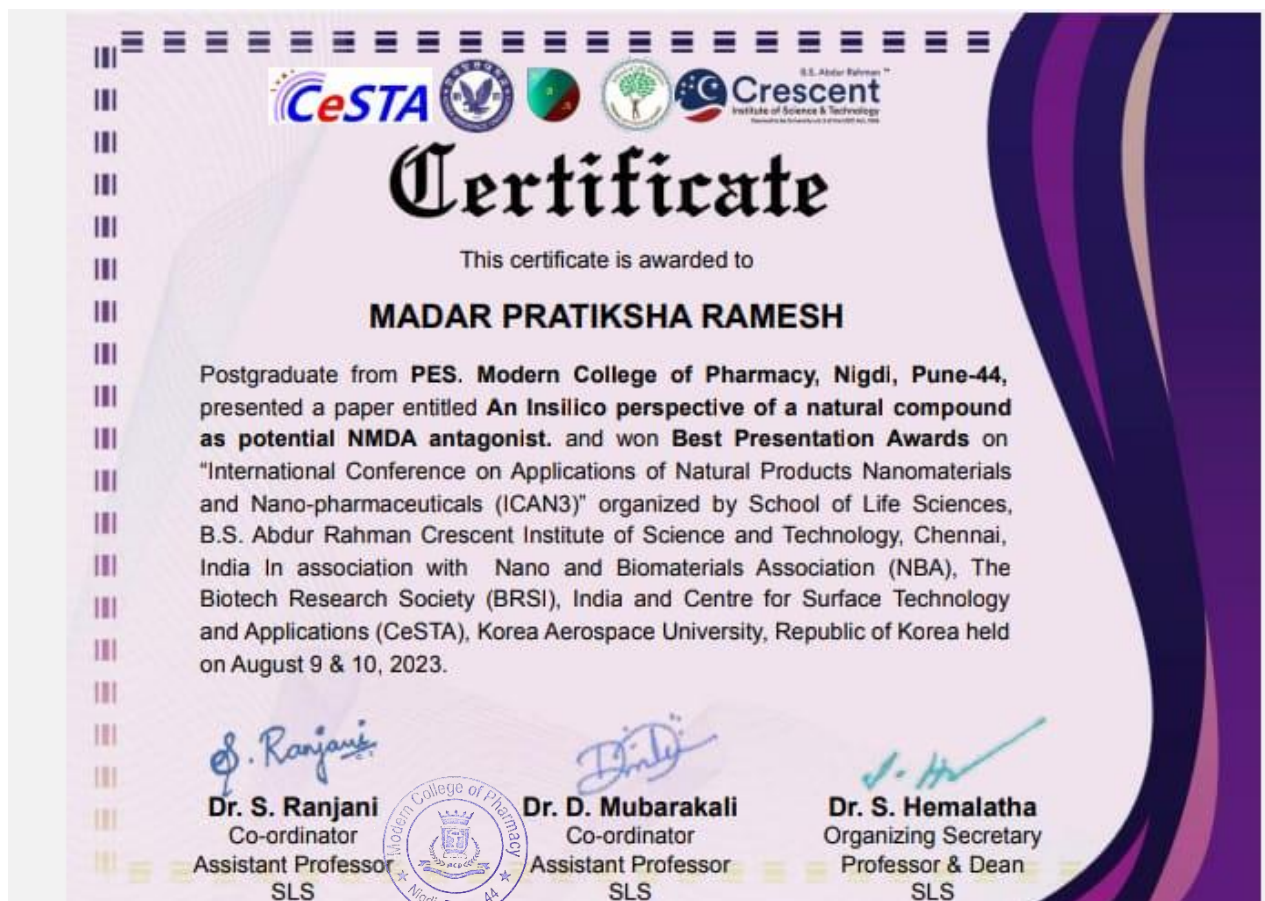 CeSTA
B.S. Abdur Rahman ™
Crescent
Institute of Science & Technology
Certificate
This certificate is awarded to
MADAR PRATIKSHA RAMESH
Postgraduate from PES. Modern College of Pharmacy, Nigdi, Pune-44,
presented a paper entitled An Insilico perspective of a natural compound
as potential NMDA antagonist. and won Best Presentation Awards on
“International Conference on Applications of Natural Products Nanomaterials
and Nano-pharmaceuticals (ICAN3)” organized by School of Life Sciences,
B.S. Abdur Rahman Crescent Institute of Science and Technology, Chennai,
India In association with Nano and Biomaterials Association (NBA), The
Biotech Research Society (BRSI), India and Centre for Surface Technology
and Applications (CeSTA), Korea Aerospace University, Republic of Korea held
on August 9 & 10, 2023.
S. Ranjani
Dr. S. Ranjani
Dr. D. Mubarakali
Dr. S. Hemalatha
Co-ordinator
Co-ordinator
Organizing Secretary
Assistant Professor
Assistant Professor
Professor & Dean
SLS
SLS
SLS
Modern College of Pharmacy